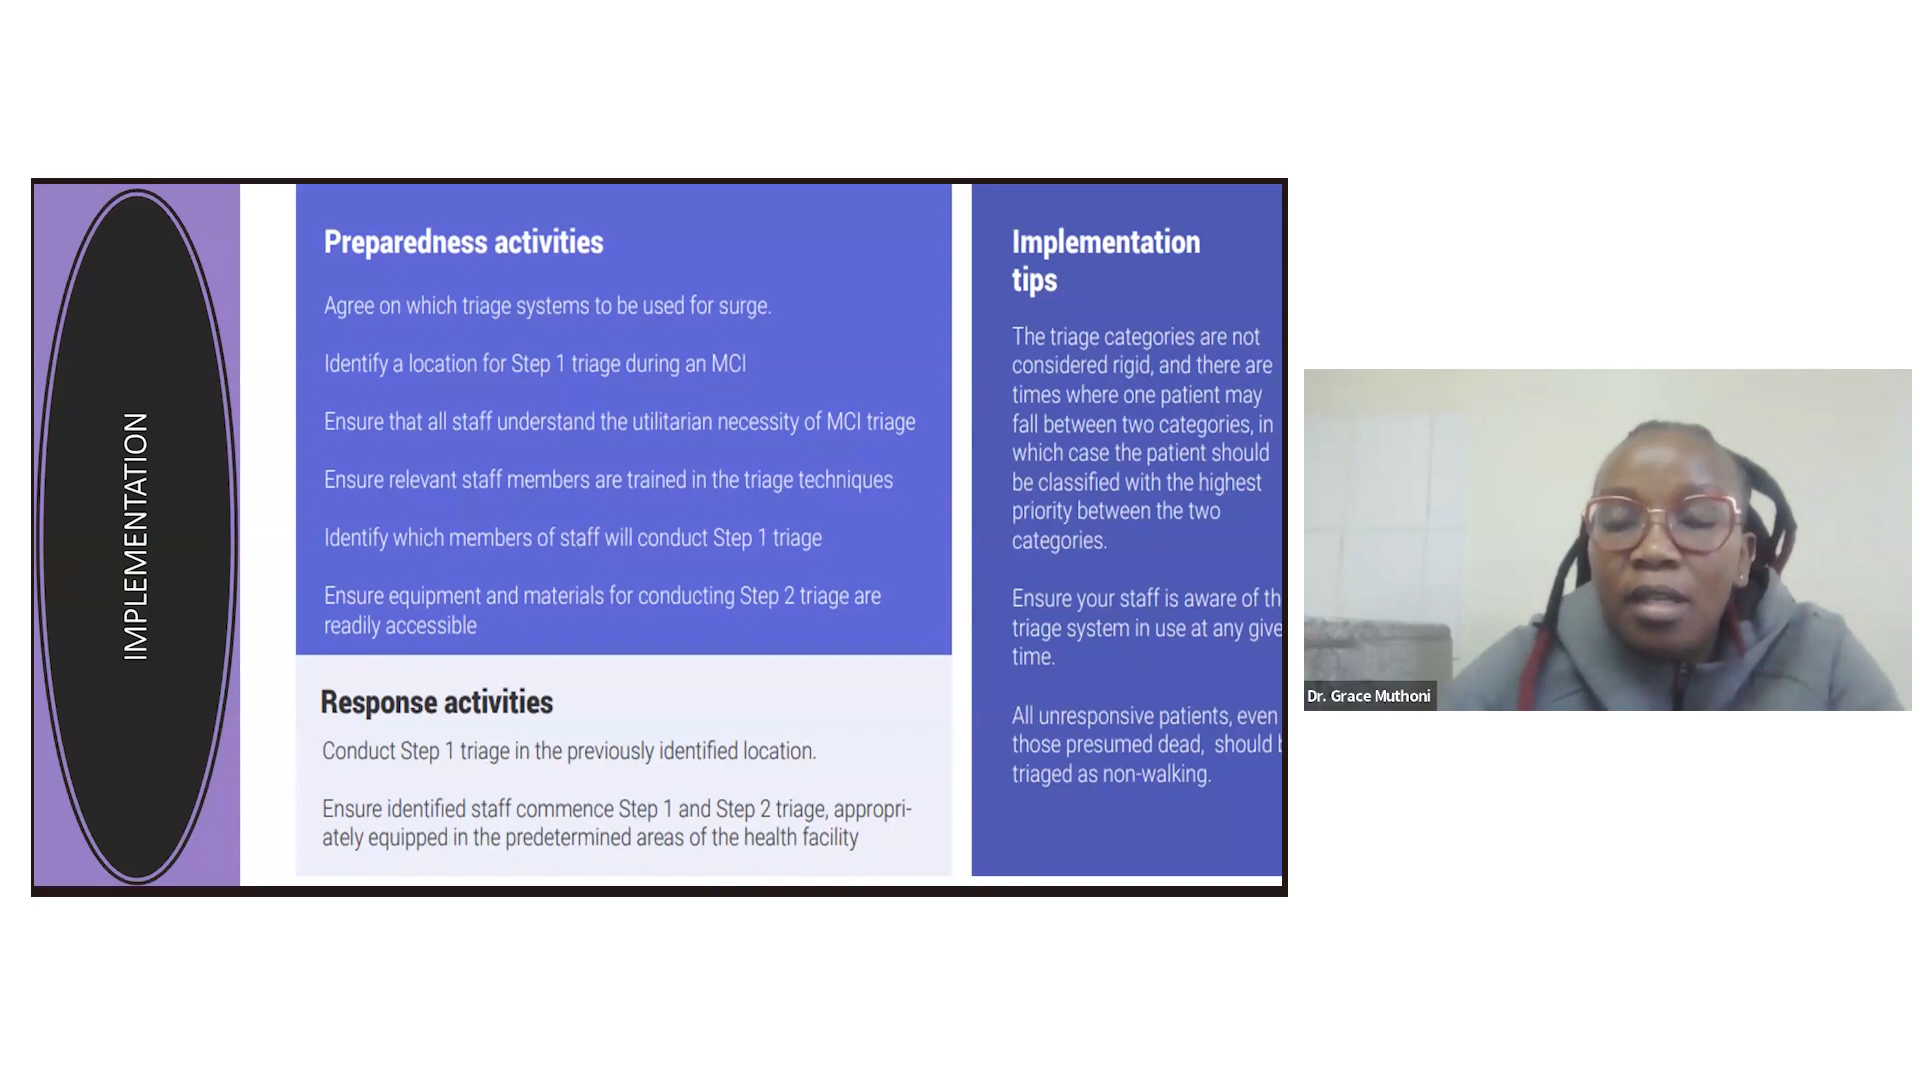 IMPLEMENTATION
Preparedness activities
Agree on which triage systems to be used for surge.
Identify a location for Step 1 triage during an MCI
Ensure that all staff understand the utilitarian necessity of MCI triage
Ensure relevant staff members are trained in the triage techniques
Identify which members of staff will conduct Step 1 triage
Ensure equipment and materials for conducting Step 2 triage are
readily accessible
Response activities
Conduct Step 1 triage in the previously identified location.
Ensure identified staff commence Step 1 and Step 2 triage, appropri-
ately equipped in the predetermined areas of the health facility
Implementation
tips
The triage categories are not
considered rigid, and there are
times where one patient may
fall between two categories, in
which case the patient should
be classified with the highest
priority between the two
categories.
Ensure your staff is aware of th
triage system in use at any give
time.
All unresponsive patients, even
those presumed dead, should
triaged as non-walking.
Dr. Grace Muthoni